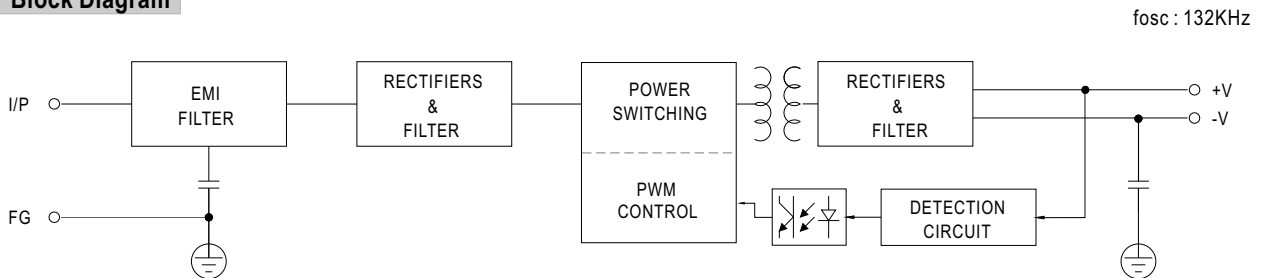 Block Diagram
fosc : 132KHz
I/P
EMI
FILTER
RECTIFIERS
&
FILTER
POWER
SWITCHING
RECTIFIERS
&
FILTER
+V
-V
PWM
CONTROL
DETECTION
CIRCUIT
FG